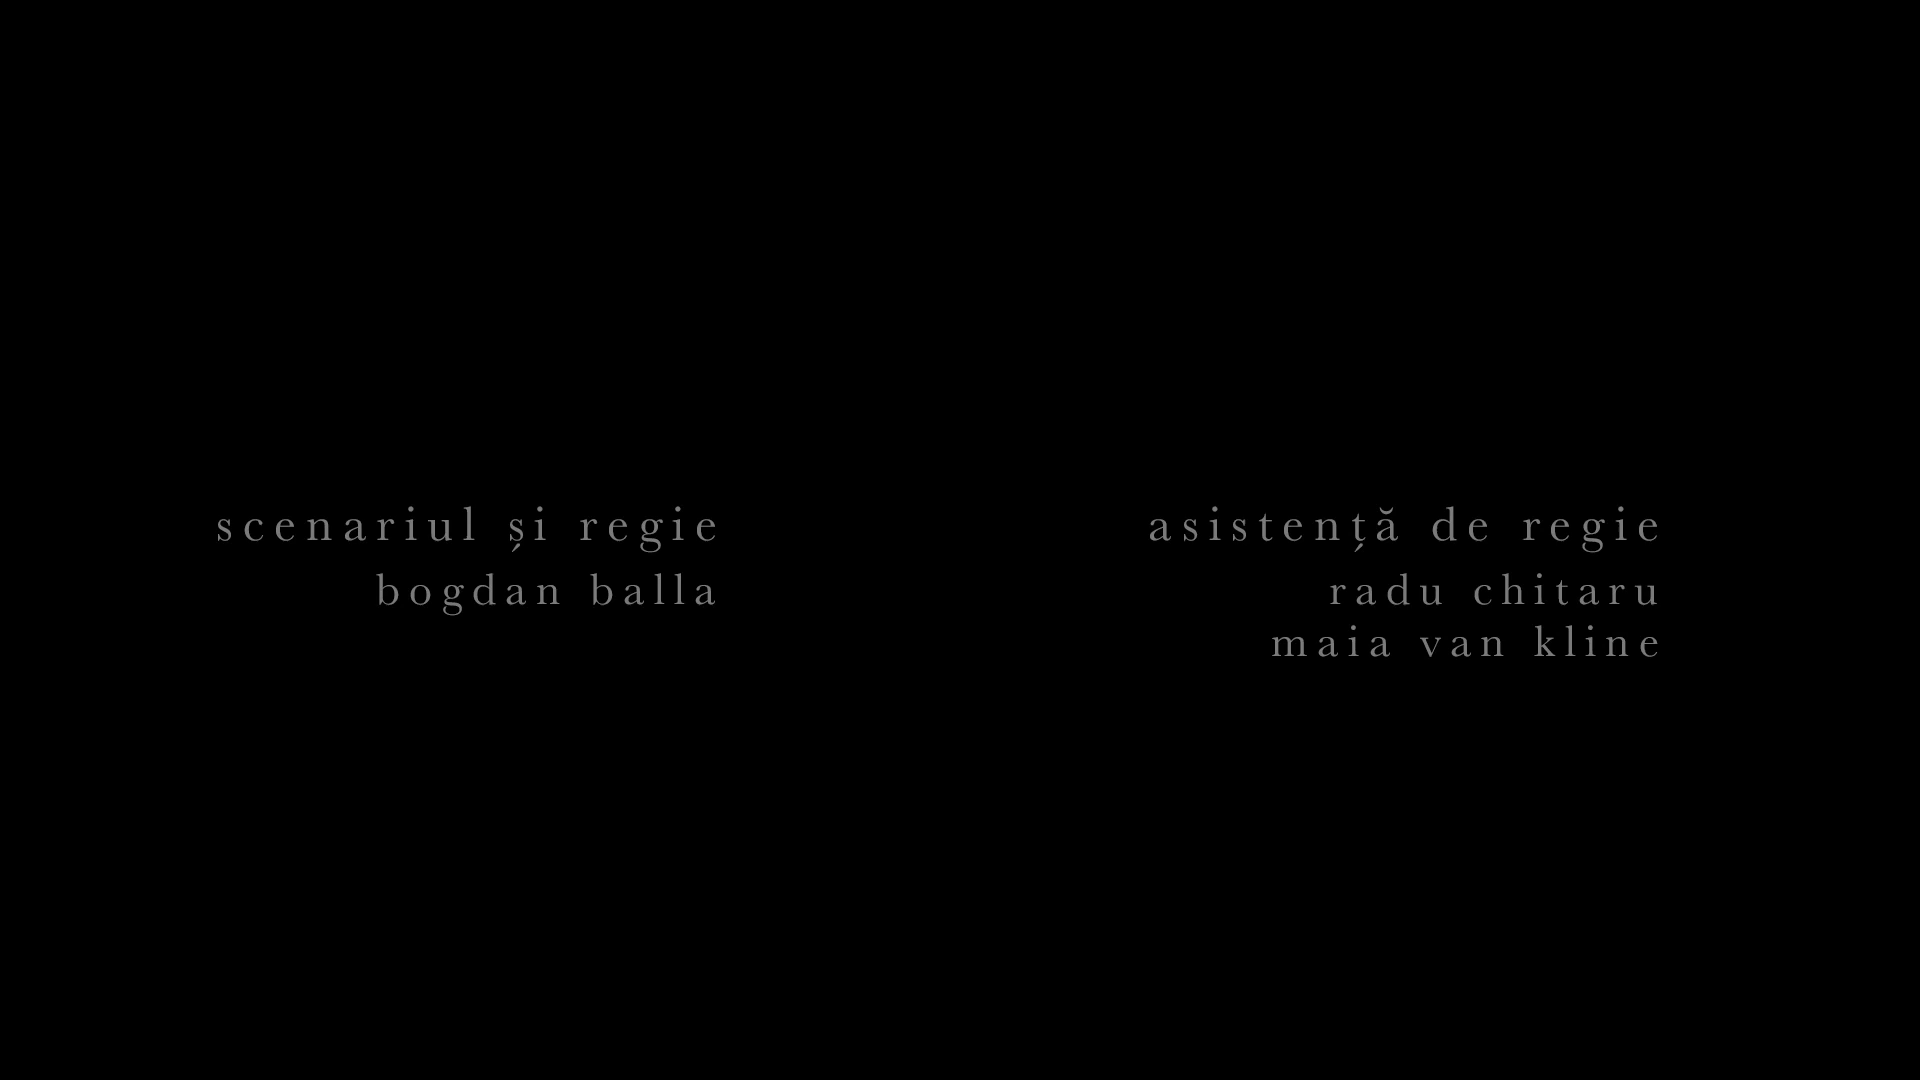 scenariul și regie
bogdan balla
asistență de regie
radu chitaru
maia van kline